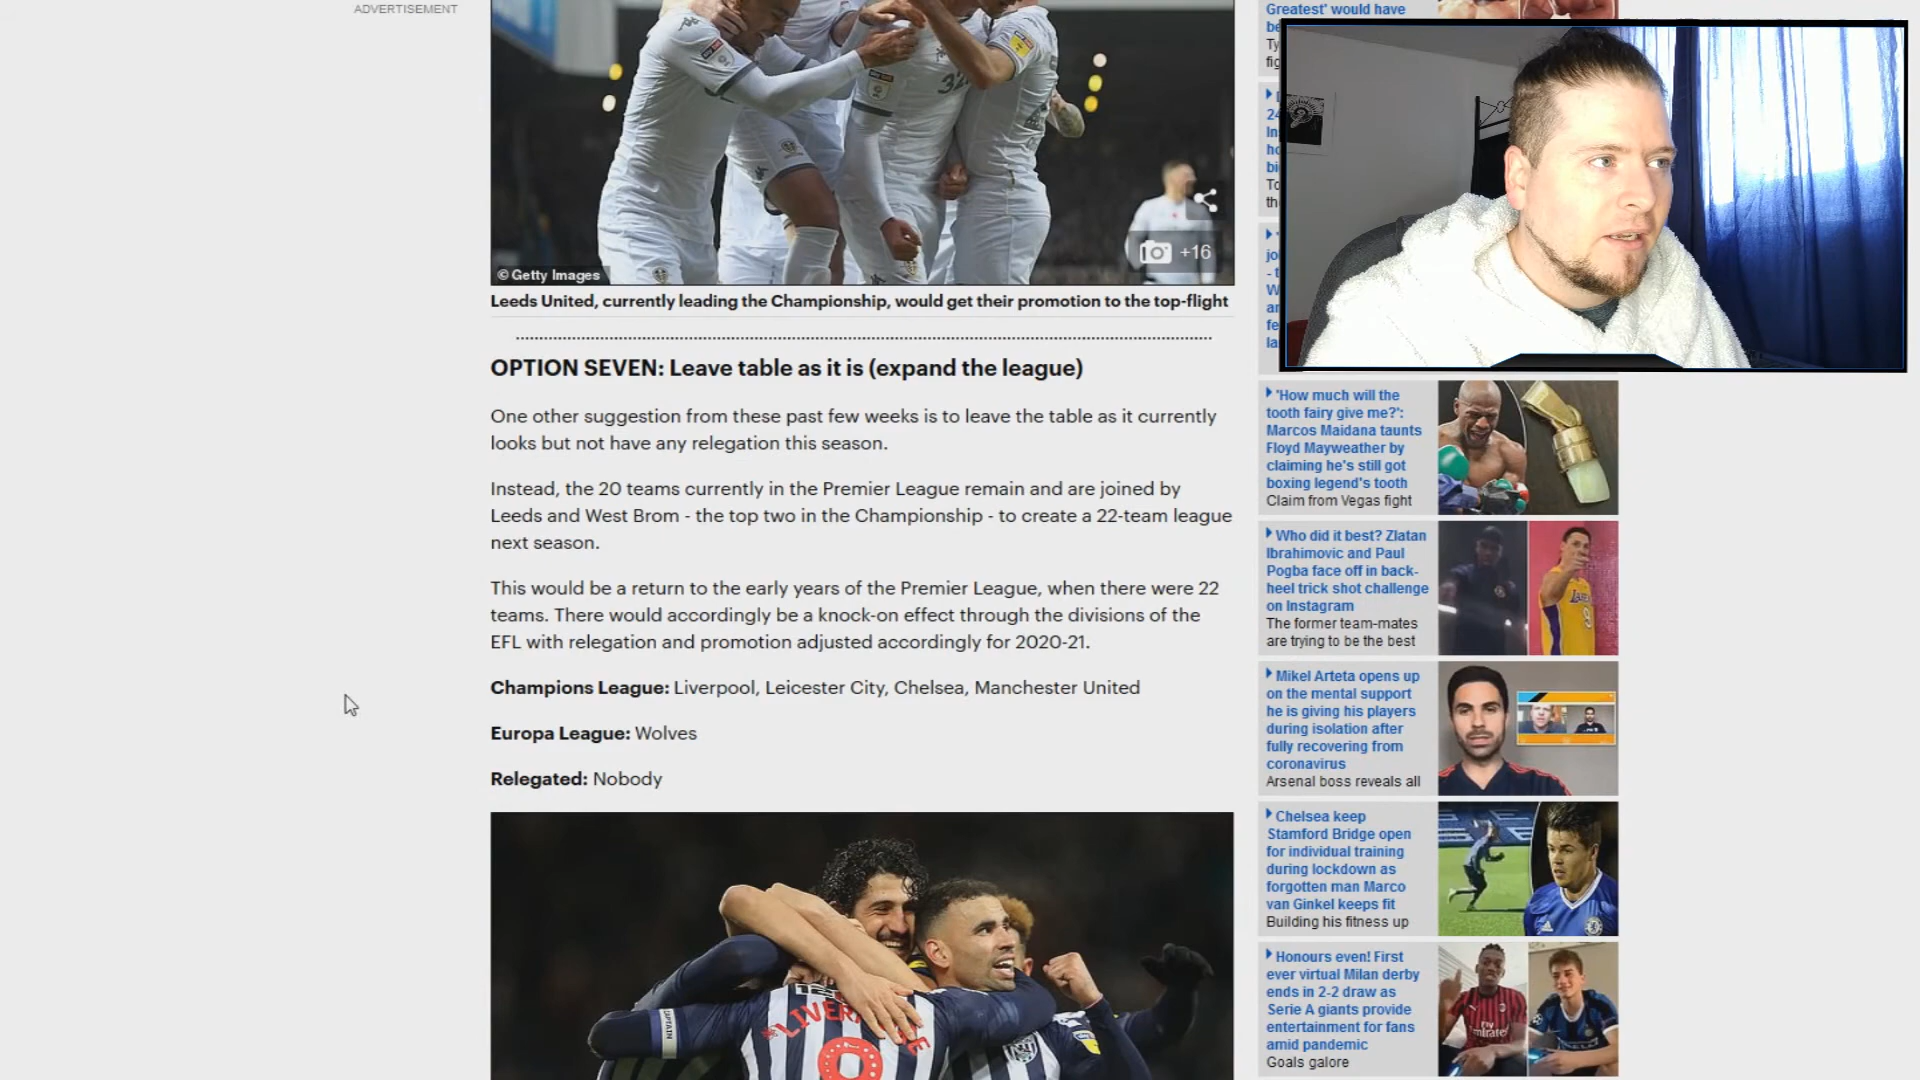 ADVERTISEMENT
+16
© Getty Images
Leeds United, currently leading the Championship, would get their promotion to the top-flight
OPTION SEVEN: Leave table as it is (expand the league)
One other suggestion from these past few weeks is to leave the table as it currently
looks but not have any relegation this season.
Instead, the 20 teams currently in the Premier League remain and are joined by
Leeds and West Brom - the top two in the Championship - to create a 22-team league
next season.
This would be a return to the early years of the Premier League, when there were 22
teams. There would accordingly be a knock-on effect through the divisions of the
EFL with relegation and promotion adjusted accordingly for 2020-21.
Champions League: Liverpool, Leicester City, Chelsea, Manchester United
Europa League: Wolves
Relegated: Nobody
Greatest' would have
'How much will the
tooth fairy give me?':
Marcos Maidana taunts
Floyd Mayweather by
claiming he's still got
boxing legend's tooth
Claim from Vegas fight
Who did it best? Zlatan
Ibrahimovic and Paul
Pogba face off in back-
heel trick shot challenge
on Instagram
The former team-mates
are trying to be the best
Mikel Arteta opens up
on the mental support
he is giving his players
during isolation after
fully recovering from
coronavirus
Arsenal boss reveals all
Chelsea keep
Stamford Bridge open
for individual training
during lockdown as
forgotten man Marco
van Ginkel keeps fit
Building his fitness up
Honours even! First
ever virtual Milan derby
ends in 2-2 draw as
Serie A giants provide
entertainment for fans
amid pandemic
Goals galore